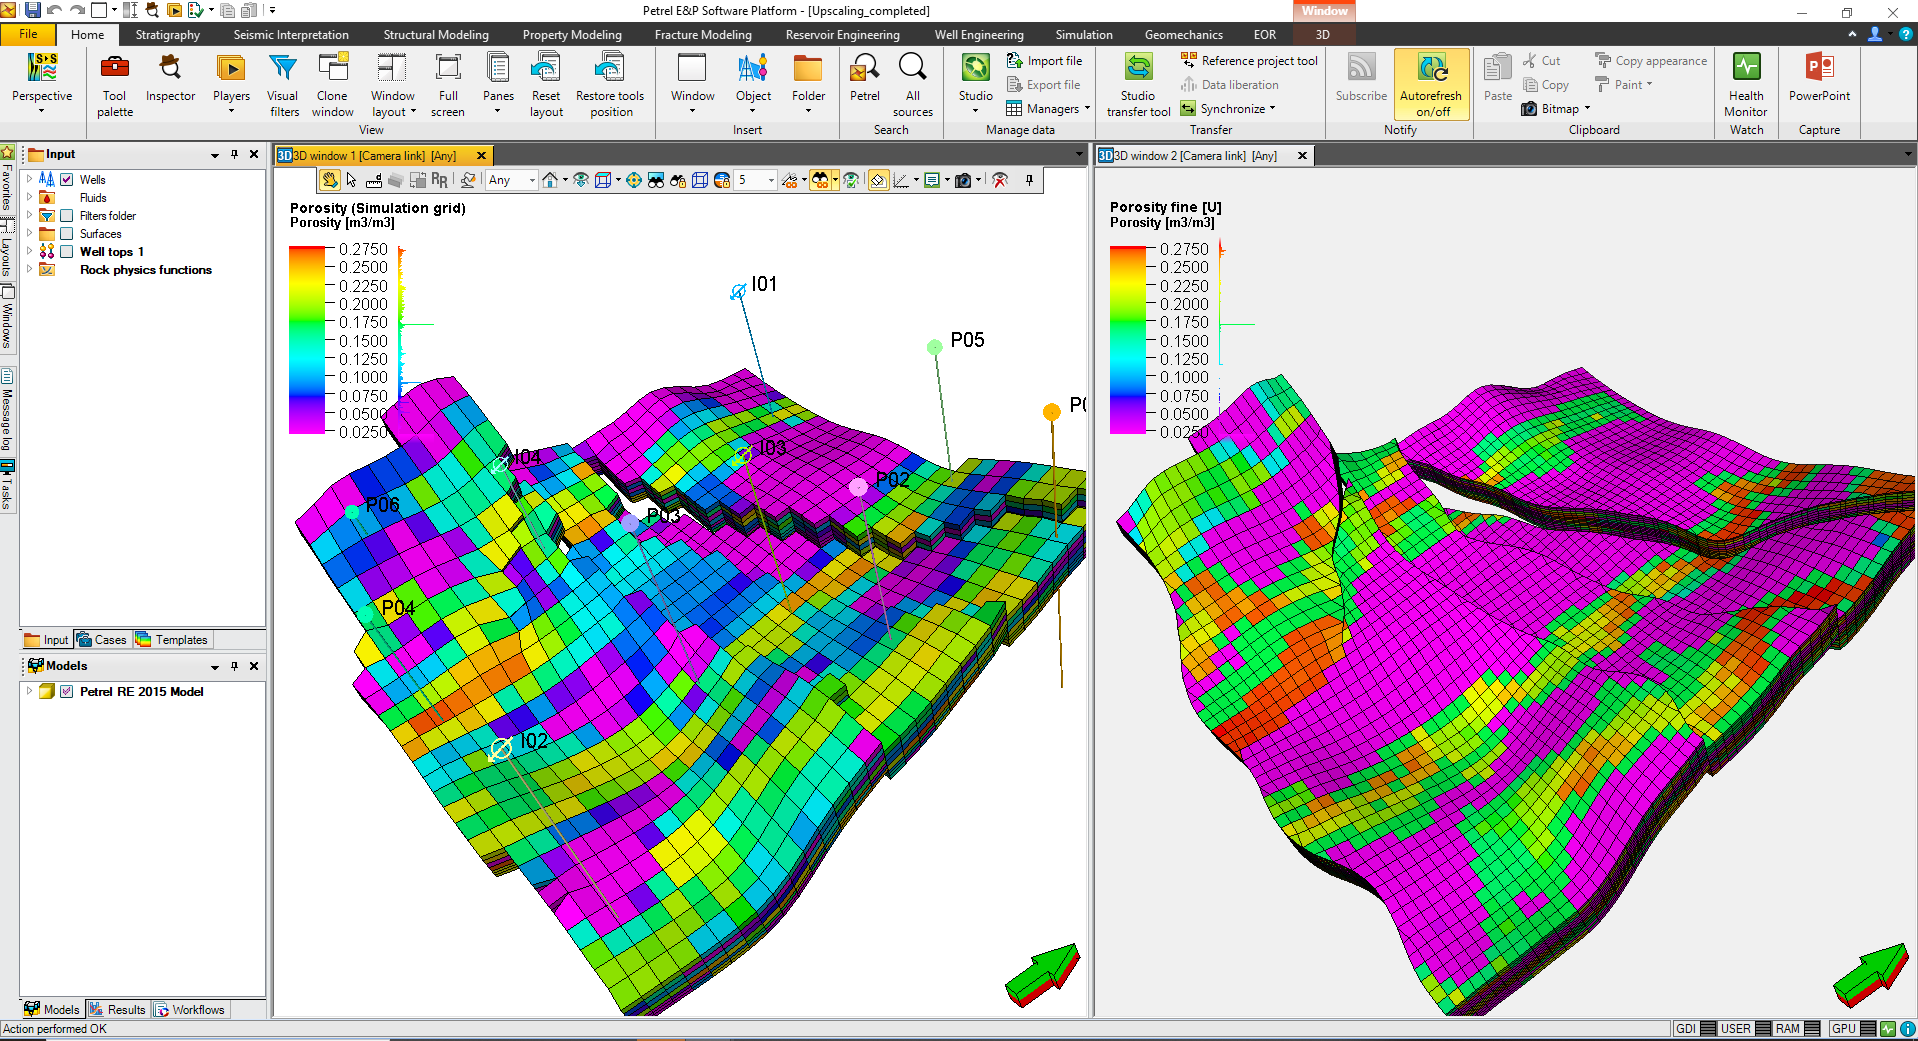 Petrel E&P Software Platform - [Upscaling_completed]
Window
File Home Stratigraphy Seismic Interpretation Structural Modeling Property Modeling Fracture Modeling Reservoir Engineering Well Engineering Simulation Geomechanics EOR 3D
Perspective
Tool palette
Inspector
Players
Visual filters
Clone window
Window layout
Full screen
Panes
Reset layout
Restore tools position
View
Window
Object
Folder
Insert
Petrel
All sources
Search
Studio
Import file
Export file
Managers
Manage data
Studio transfer tool
Reference project tool
Data liberation
Synchronize
Transfer
Subscribe
Autorefresh on/off
Notify
Paste
Cut
Copy
Bitmap
Copy appearance
Paint
Clipboard
Health Monitor
Watch
PowerPoint
Capture
Favorites
Layouts
Windows
Message log
Tasks
Input
Wells
Fluids
Filters folder
Surfaces
Well tops 1
Rock physics functions
Input Cases Templates
Models
Petrel RE 2015 Model
Models Results Workflows
3D 3D window 1 [Camera link] [Any]
Any
5
Porosity (Simulation grid)
Porosity [m3/m3]
0.2750
0.2500
0.2250
0.2000
0.1750
0.1500
0.1250
0.1000
0.0750
0.0500
0.0250
I01
P05
I03
P02
I04
P06
P03
P04
I02
3D 3D window 2 [Camera link] [Any]
Porosity fine [U]
Porosity [m3/m3]
0.2750
0.2500
0.2250
0.2000
0.1750
0.1500
0.1250
0.1000
0.0750
0.0500
0.0250
Action performed OK
GDI USER RAM GPU